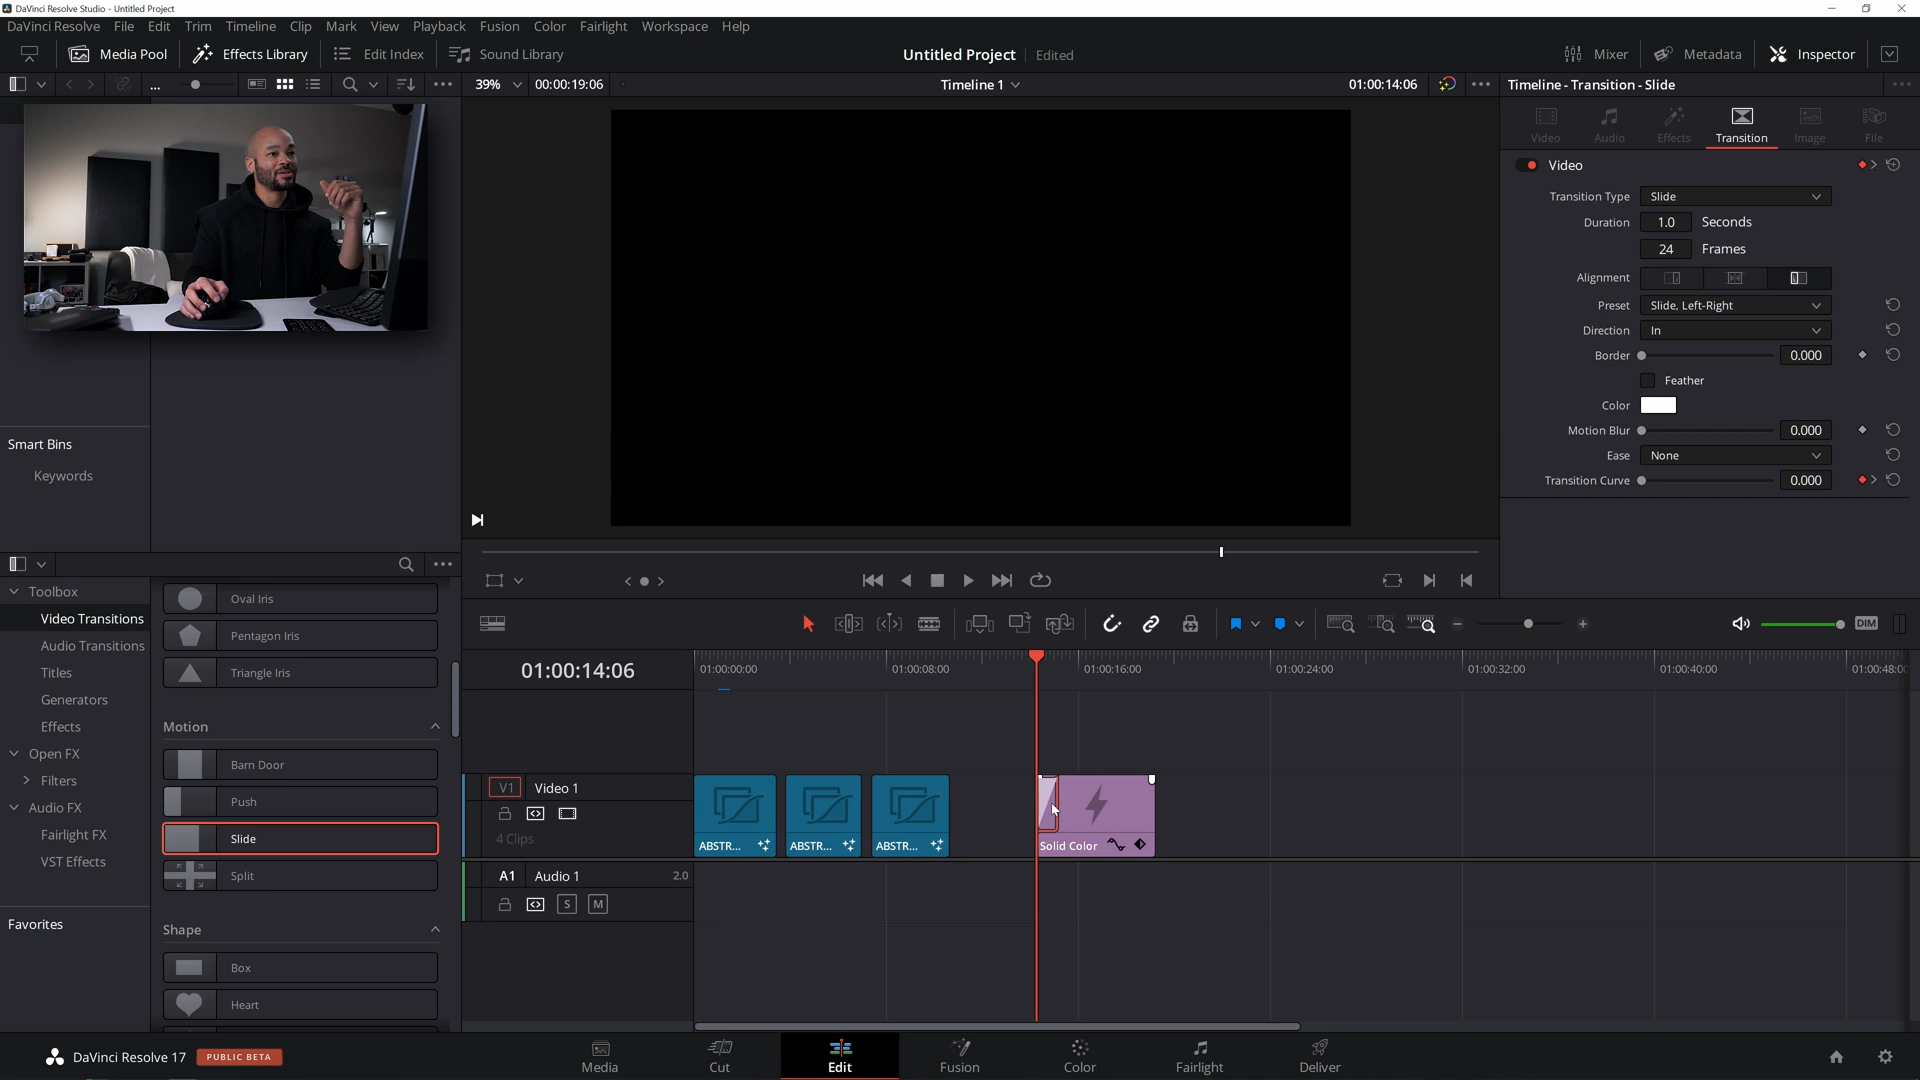 DaVinci Resolve Studio - Untitled Project
DaVinci Resolve File Edit Trim Timeline Clip Mark View Playback Fusion Color Fairlight Workspace Help
Media Pool Effects Library Edit Index Sound Library Untitled Project Edited Mixer Metadata Inspector
... 39% 00:00:19:06 Timeline 1 01:00:14:06 Timeline - Transition - Slide
Video Audio Effects Transition Image File
Video
Transition Type Slide
Duration 1.0 Seconds
24 Frames
Alignment
Preset Slide, Left-Right
Direction In
Border 0.000
Feather
Color
Motion Blur 0.000
Ease None
Transition Curve 0.000
Smart Bins
Keywords
Toolbox
Video Transitions
Audio Transitions
Titles
Generators
Effects
Open FX
Filters
Audio FX
Fairlight FX
VST Effects
Favorites
Oval Iris
Pentagon Iris
Triangle Iris
Motion
Barn Door
Push
Slide
Split
Shape
Box
Heart
DIM
01:00:14:06 01:00:00:00 01:00:08:00 01:00:16:00 01:00:24:00 01:00:32:00 01:00:40:00 01:00:48:00
V1 Video 1
4 Clips
ABSTR... ABSTR... ABSTR... Solid Color
A1 Audio 1 2.0
S M
DaVinci Resolve 17 PUBLIC BETA Media Cut Edit Fusion Color Fairlight Deliver